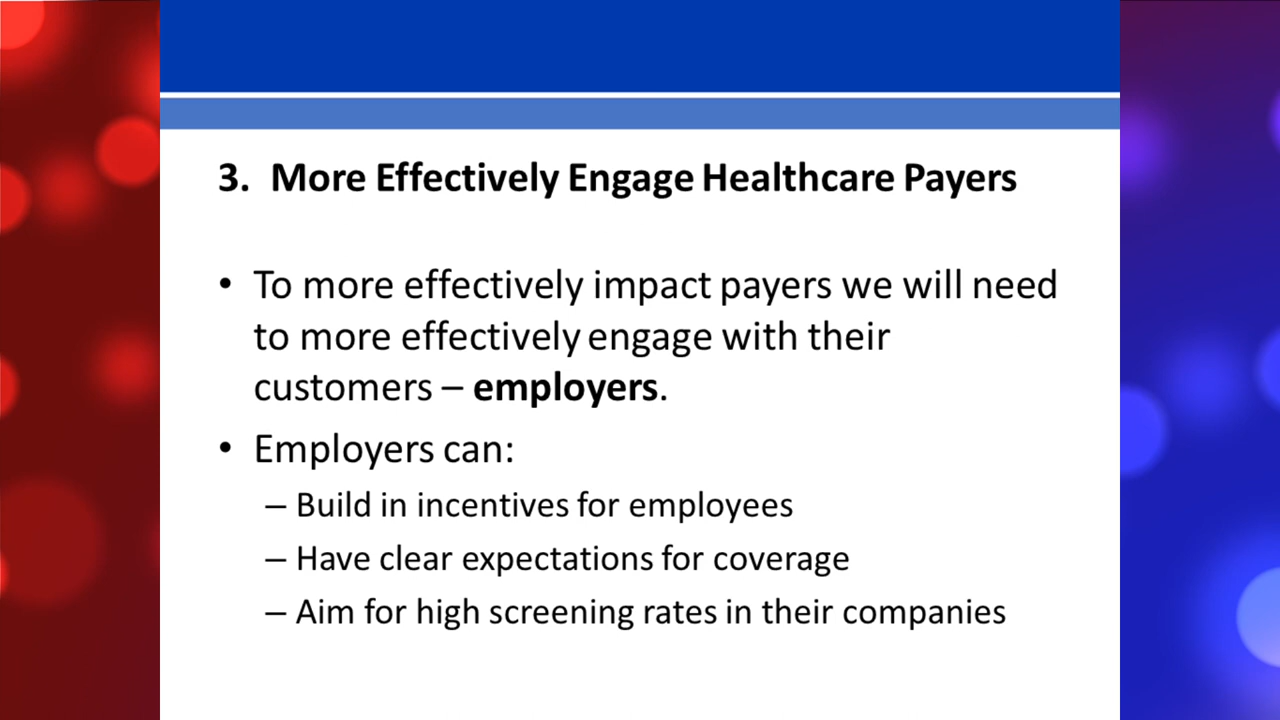 3. More Effectively Engage Healthcare Payers
• To more effectively impact payers we will need
to more effectively engage with their
customers – employers.
• Employers can:
– Build in incentives for employees
– Have clear expectations for coverage
– Aim for high screening rates in their companies